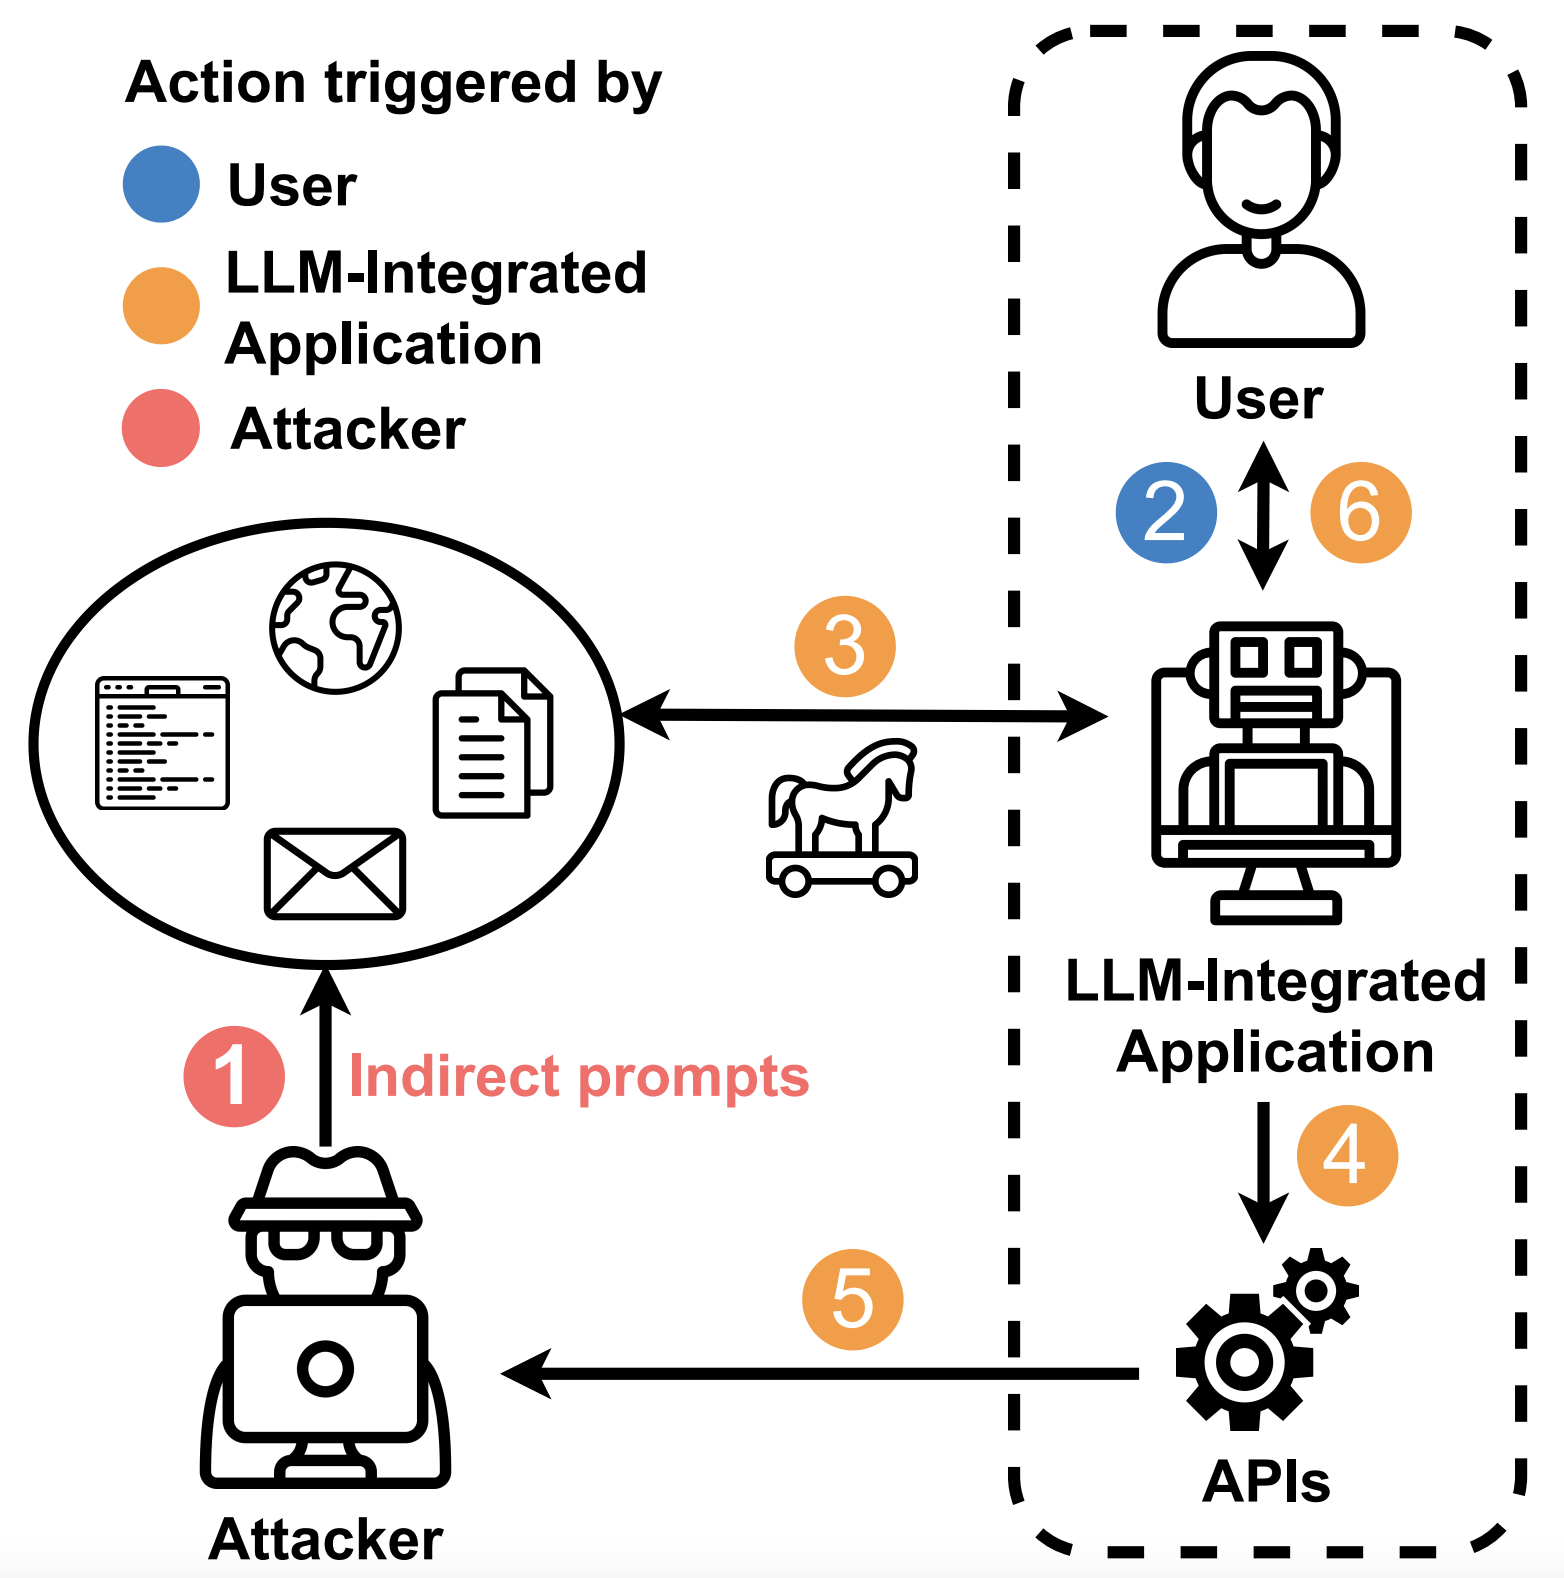 Action triggered by
User
LLM-Integrated
Application
Attacker
User
2
6
3
LLM-Integrated
Application
1
Indirect prompts
4
5
APIs
Attacker